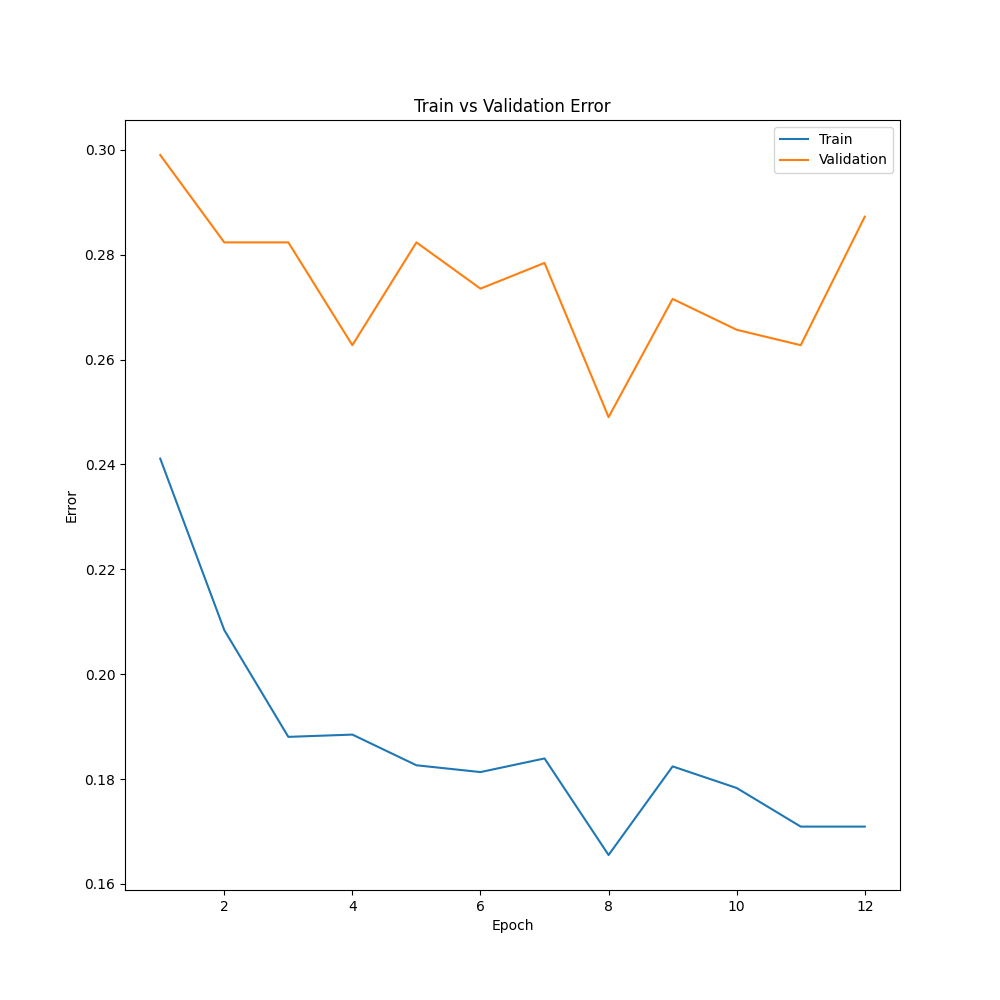 Train vs Validation Error
Train
Validation
0.30
0.28
0.26
0.24
0.22
0.20
0.18
0.16
Error
2 4 6 8 10 12
Epoch